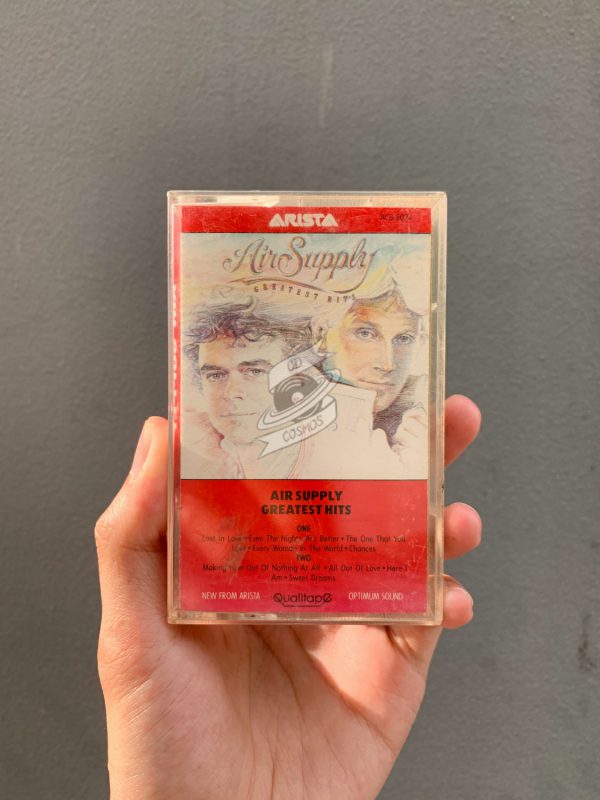 ARISTA
Air Supply
GREATEST HITS
CD
COSMOS
AIR SUPPLY
GREATEST HITS
ONE
Lost In Love • Even The Nights Are Better • The One That You
Love • Every Woman In The World • Chances
TWO
Making Love Out Of Nothing At All • All Out Of Love • Here I
Am • Sweet Dreams
NEW FROM ARISTA
Qualitape
OPTIMUM SOUND